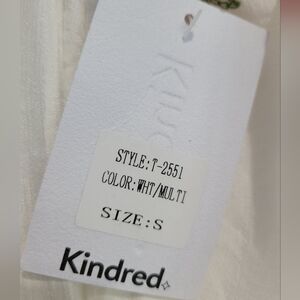 STYLE:T-2551
COLOR:WHT/MULTI
SIZE:S
Kindred